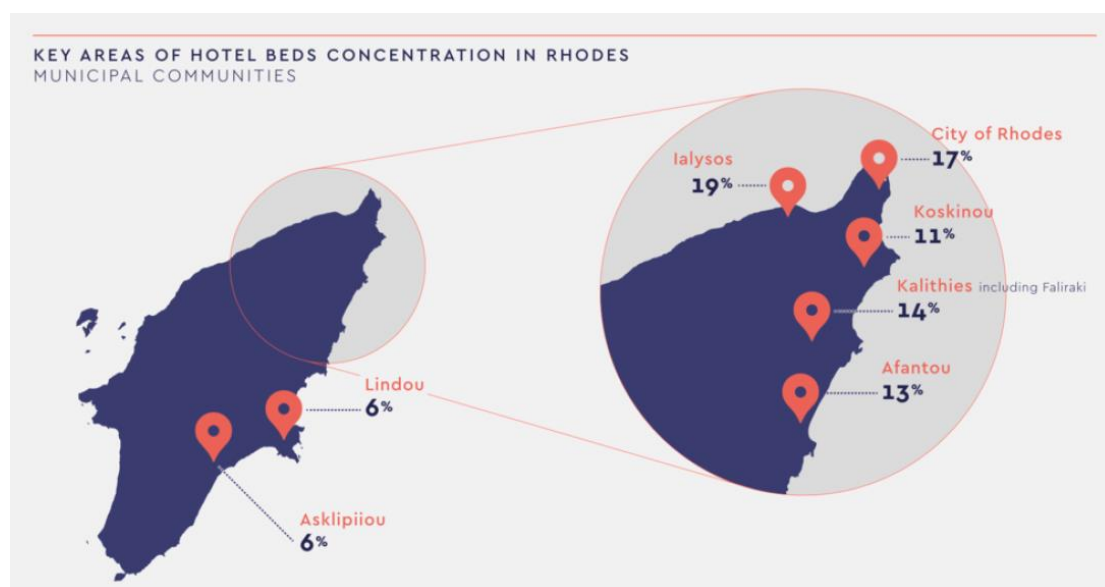 KEY AREAS OF HOTEL BEDS CONCENTRATION IN RHODES
MUNICIPAL COMMUNITIES
City of Rhodes
17%
Ialysos
19%
Koskinou
11%
Kalithies including Faliraki
14%
Afantou
13%
Lindou
6%
Asklipiiou
6%